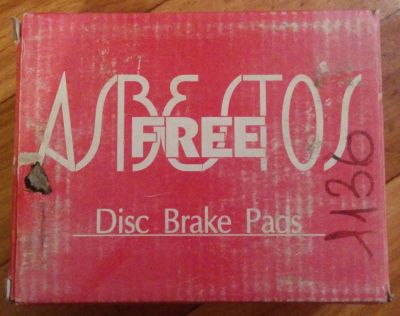 ASBESTOS
FREE
Disc Brake Pads
1136